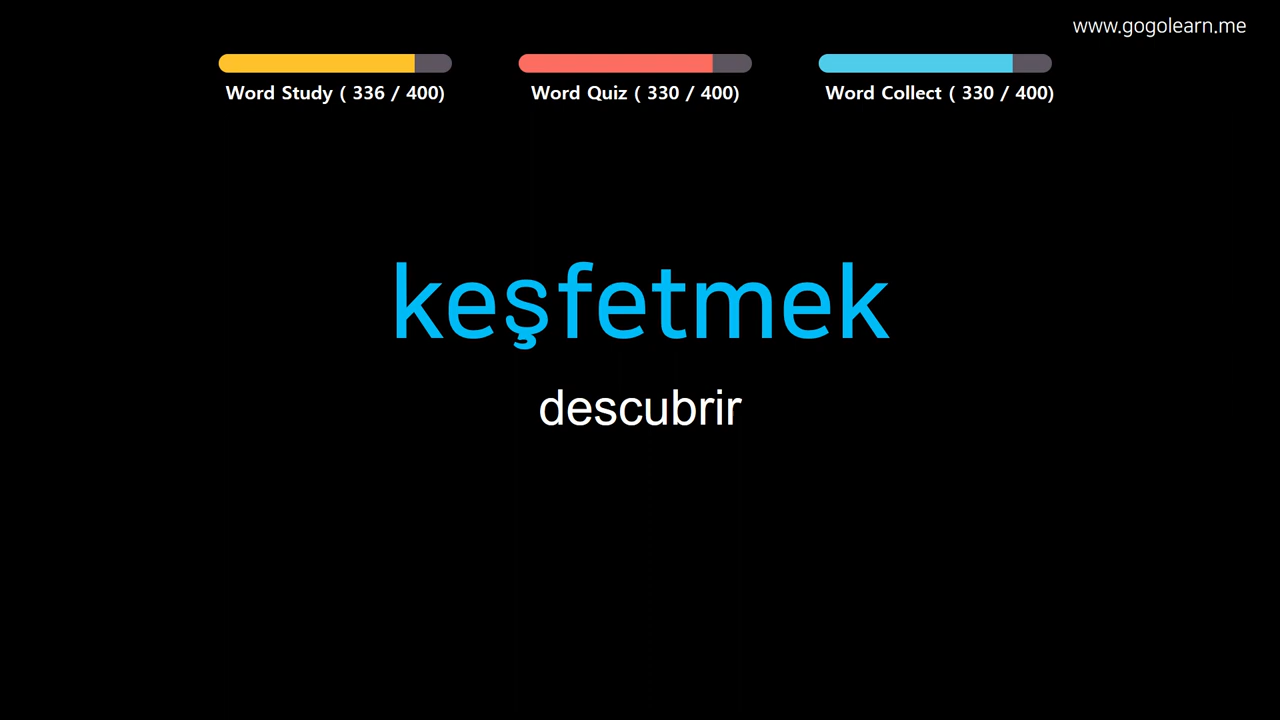 www.gogolearn.me
Word Study ( 336 / 400)
Word Quiz ( 330 / 400)
Word Collect ( 330 / 400)
keşfetmek
descubrir